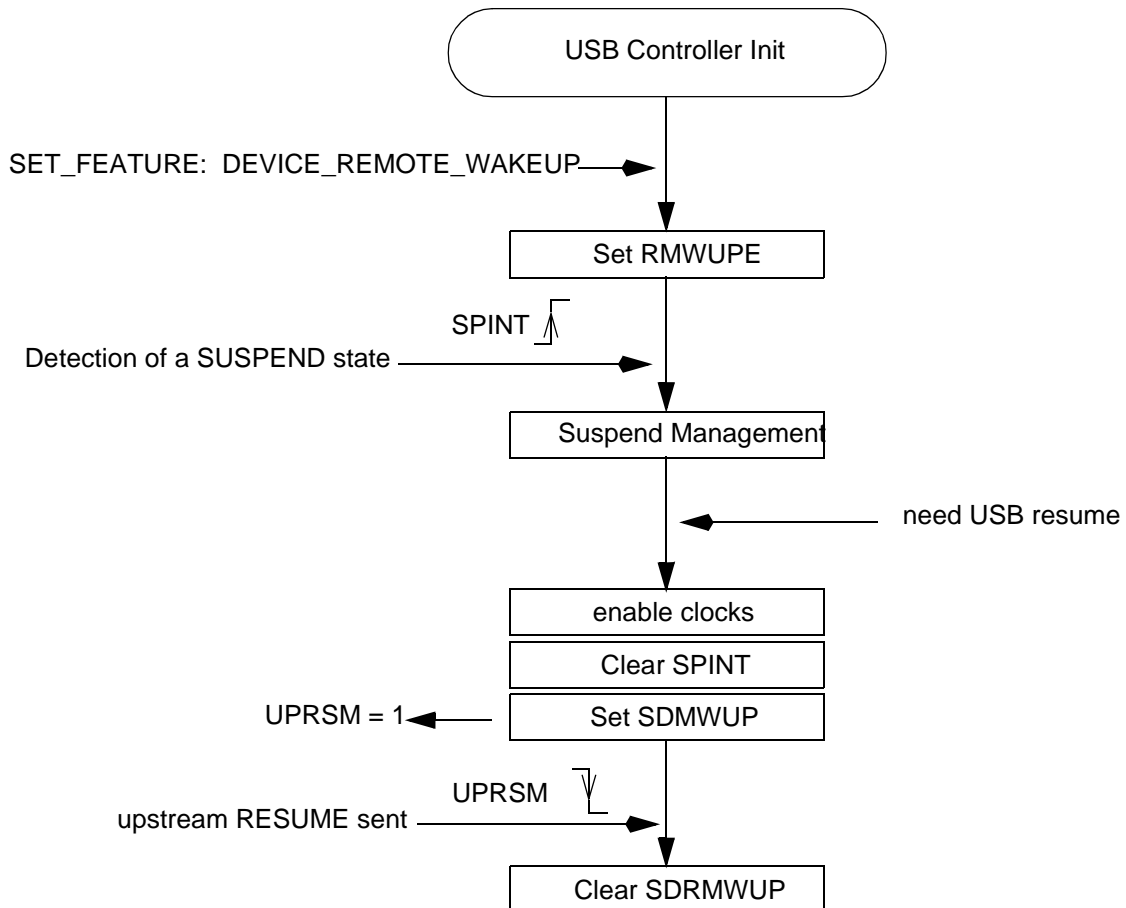 USB Controller Init
SET_FEATURE: DEVICE_REMOTE_WAKEUP
Set RMWUPE
SPINT
Detection of a SUSPEND state
Suspend Management
need USB resume
enable clocks
Clear SPINT
UPRSM = 1
Set SDMWUP
UPRSM
upstream RESUME sent
Clear SDRMWUP